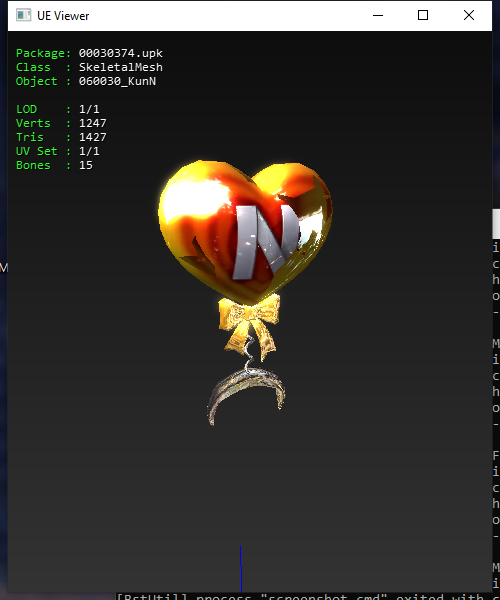 UE Viewer
Package: 00030374.upk
Class : SkeletalMesh
Object : 060030_KunN
LOD : 1/1
Verts : 1247
Tris : 1427
UV Set : 1/1
Bones : 15
N
M
i
c
h
o
-
M
i
c
h
o
-
F
i
c
h
o
-
M
i
[BstUtil] process "screenshot.cmd" exited with c